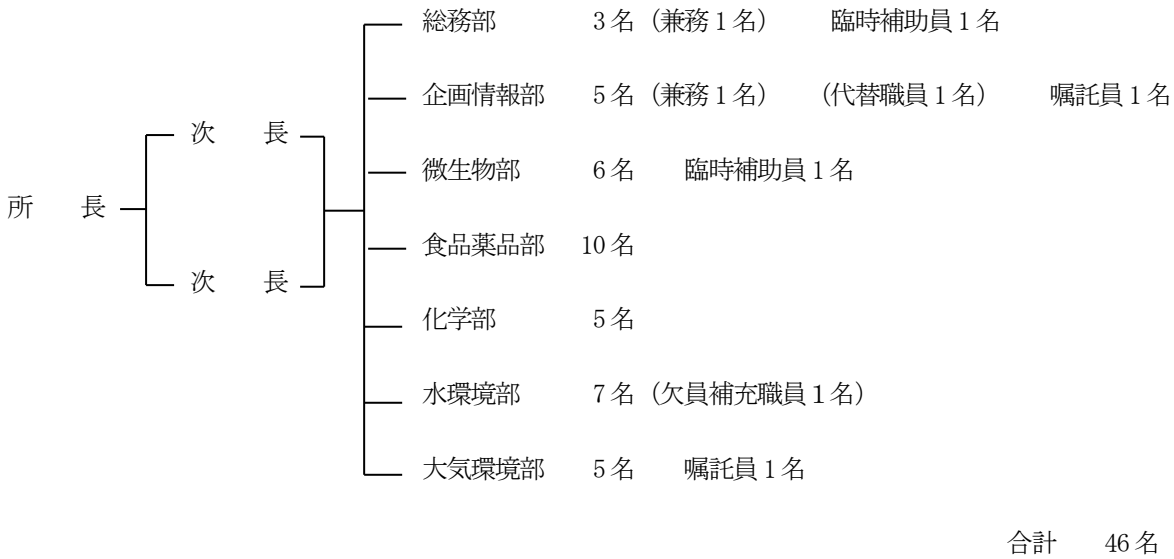 総務部 3名（兼務1名） 臨時補助員1名
企画情報部 5名（兼務1名） （代替職員1名） 嘱託員1名
次 長
微生物部 6名 臨時補助員1名
所 長
食品薬品部 10名
次 長
化学部 5名
水環境部 7名（欠員補充職員１名）
大気環境部 5名 嘱託員1名
合計 46名